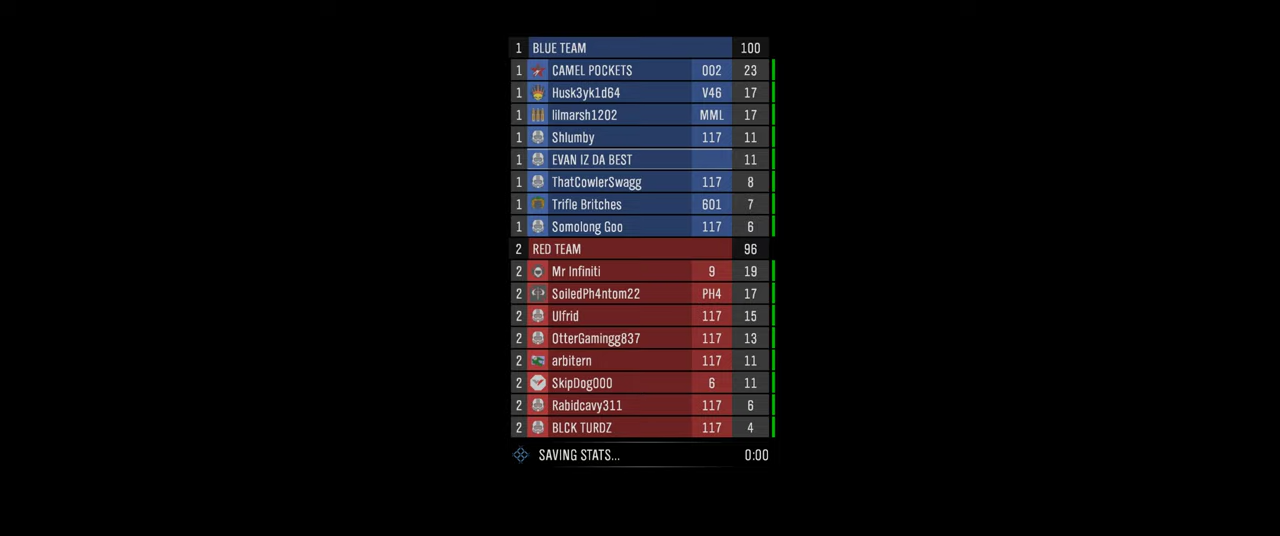 1 BLUE TEAM 100
1 CAMEL POCKETS 002 23
1 Husk3yk1d64 V46 17
1 lilmarsh1202 MML 17
1 Shlumby 117 11
1 EVAN IZ DA BEST 11
1 ThatCowlerSwagg 117 8
1 Trifle Britches 601 7
1 Somolong Goo 117 6
2 RED TEAM 96
2 Mr Infiniti 9 19
2 SoiledPh4ntom22 PH4 17
2 Ulfrid 117 15
2 OtterGamingg837 117 13
2 arbitern 117 11
2 SkipDog000 6 11
2 Rabidcavy311 117 6
2 BLCK TURDZ 117 4
SAVING STATS... 0:00